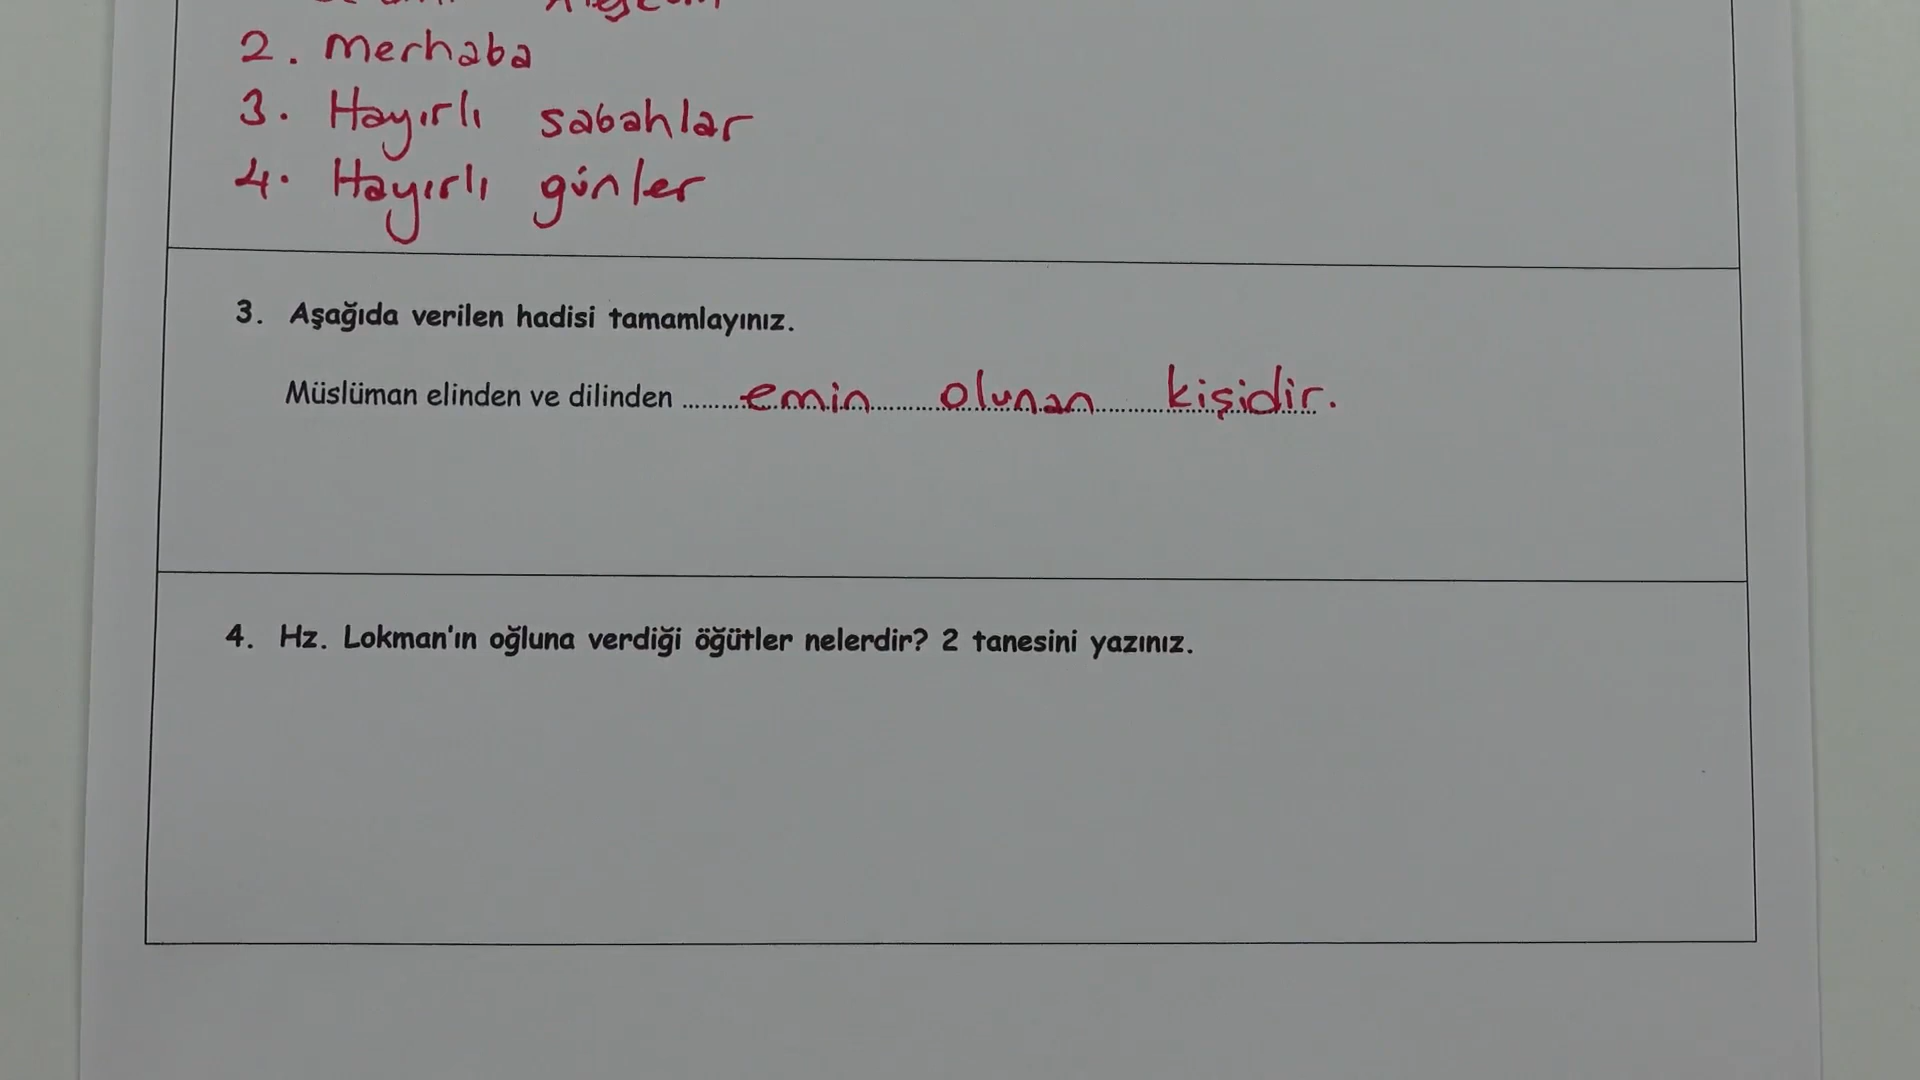 2. Merhaba
3. Hayırlı sabahlar
4. Hayırlı günler
3. Aşağıda verilen hadisi tamamlayınız.
Müslüman elinden ve dilinden ........emin olunan kişidir.
4. Hz. Lokman'ın oğluna verdiği öğütler nelerdir? 2 tanesini yazınız.